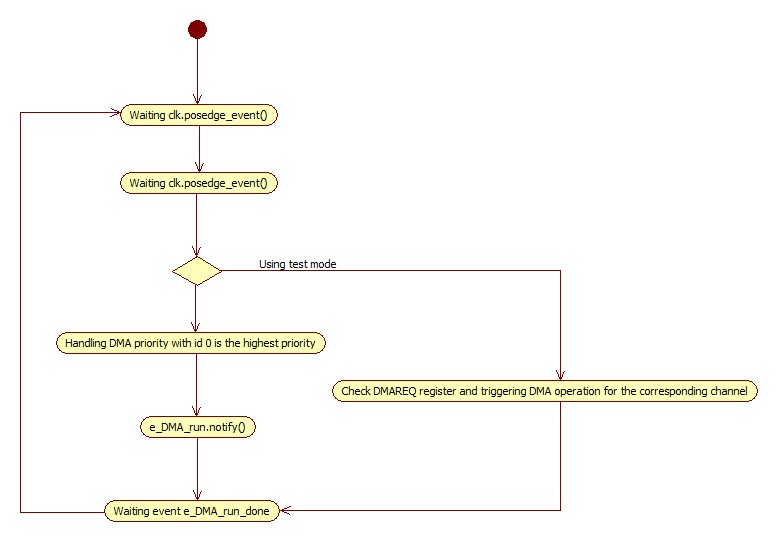 Waiting clk.posedge_event()
Waiting clk.posedge_event()
Using test mode
Handling DMA priority with id 0 is the highest priority
Check DMAREQ register and triggering DMA operation for the corresponding channel
e_DMA_run.notify()
Waiting event e_DMA_run_done